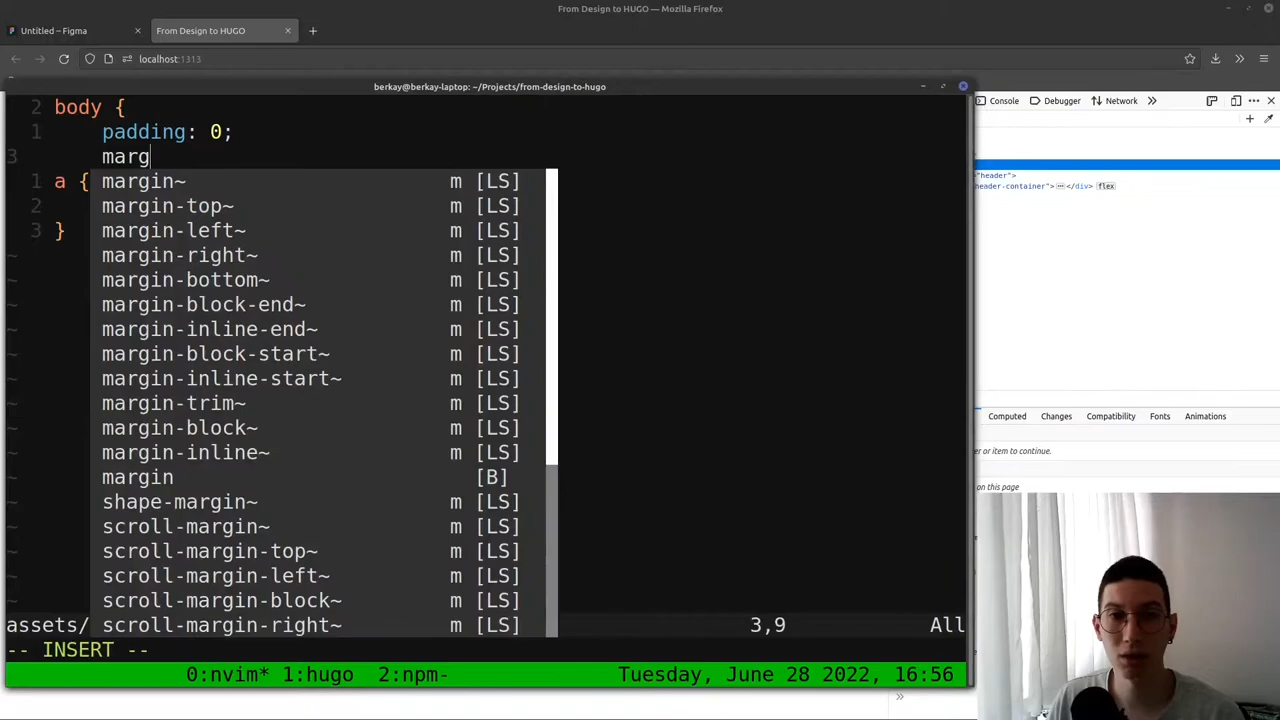 From Design to HUGO — Mozilla Firefox
Untitled – Figma
From Design to HUGO
localhost:1313
berkay@berkay-laptop: ~/Projects/from-design-to-hugo
Console
Debugger
Network
2 body {
1 padding: 0;
3 marg
1 a {
2
3 }
margin~ m [LS]
margin-top~ m [LS]
margin-left~ m [LS]
margin-right~ m [LS]
margin-bottom~ m [LS]
margin-block-end~ m [LS]
margin-inline-end~ m [LS]
margin-block-start~ m [LS]
margin-inline-start~ m [LS]
margin-trim~ m [LS]
margin-block~ m [LS]
margin-inline~ m [LS]
margin [B]
shape-margin~ m [LS]
scroll-margin~ m [LS]
scroll-margin-top~ m [LS]
scroll-margin-left~ m [LS]
scroll-margin-block~ m [LS]
scroll-margin-right~ m [LS]
"header">
header-container"> </div> flex
Computed
Changes
Compatibility
Fonts
Animations
or item to continue.
on this page
assets/ 3,9 All
-- INSERT --
0:nvim* 1:hugo 2:npm- Tuesday, June 28 2022, 16:56